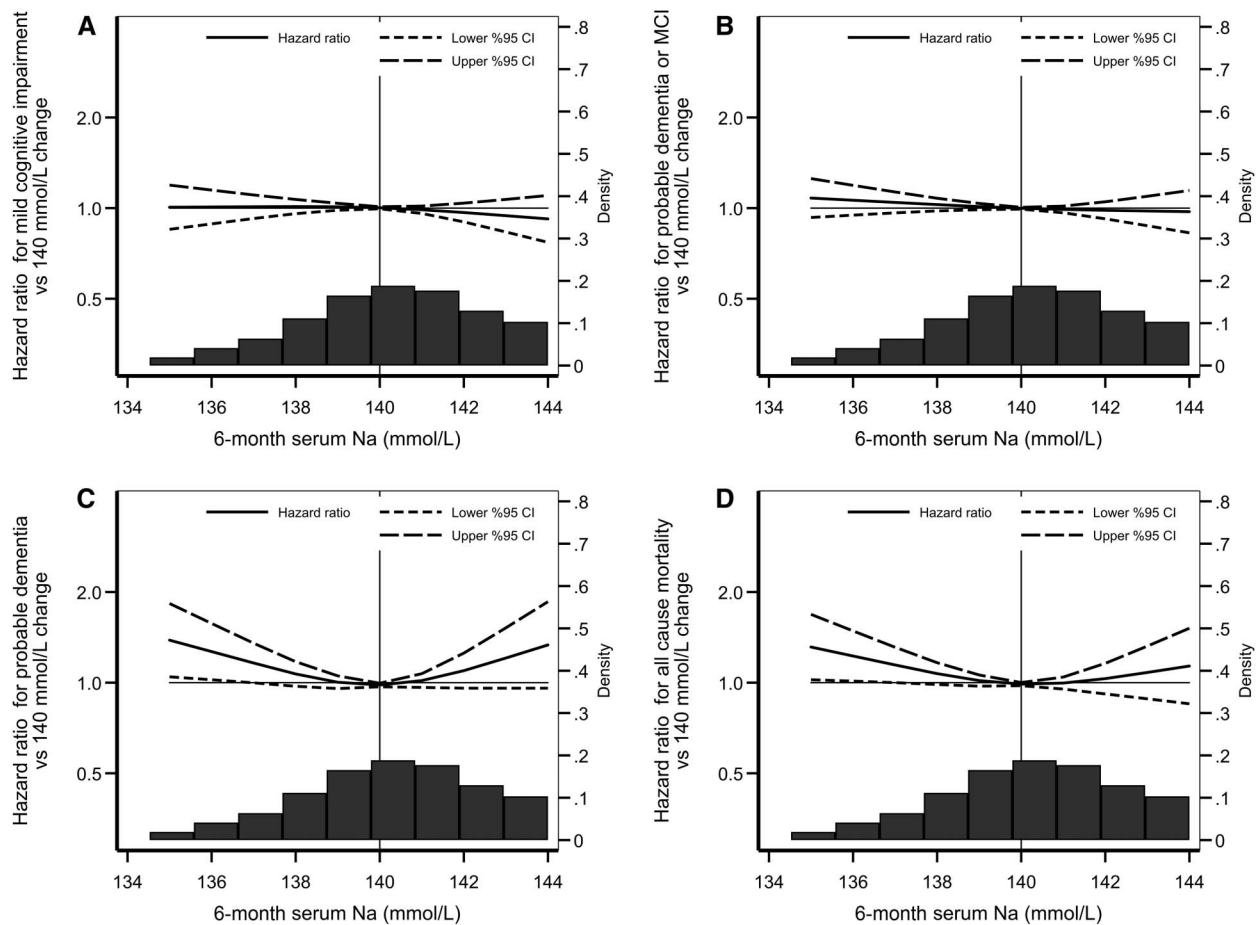 A
Hazard ratio
Lower %95 CI
Upper %95 CI
Hazard ratio for mild cognitive impairment
vs 140 mmol/L change
2.0
1.0
0.5
.8
.7
.6
.5
.4
.3
.2
.1
0
Density
134 136 138 140 142 144
6-month serum Na (mmol/L)
B
Hazard ratio
Lower %95 CI
Upper %95 CI
Hazard ratio for probable dementia or MCI
vs 140 mmol/L change
2.0
1.0
0.5
.8
.7
.6
.5
.4
.3
.2
.1
0
Density
134 136 138 140 142 144
6-month serum Na (mmol/L)
C
Hazard ratio
Lower %95 CI
Upper %95 CI
Hazard ratio for probable dementia
vs 140 mmol/L change
2.0
1.0
0.5
.8
.7
.6
.5
.4
.3
.2
.1
0
Density
134 136 138 140 142 144
6-month serum Na (mmol/L)
D
Hazard ratio
Lower %95 CI
Upper %95 CI
Hazard ratio for all cause mortality
vs 140 mmol/L change
2.0
1.0
0.5
.8
.7
.6
.5
.4
.3
.2
.1
0
Density
134 136 138 140 142 144
6-month serum Na (mmol/L)